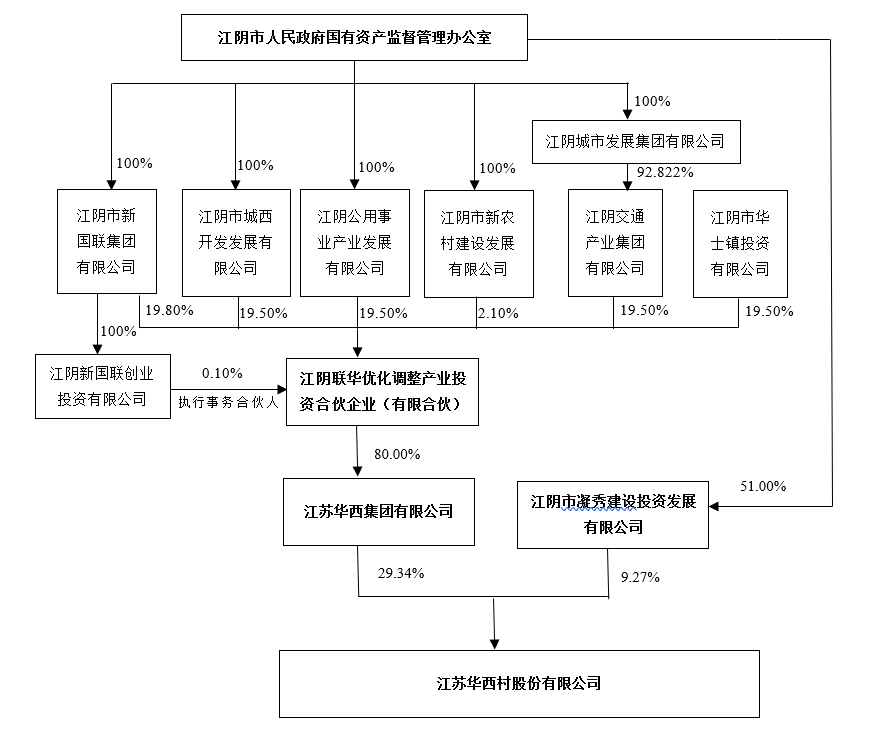 江阴市人民政府国有资产监督管理办公室
100%
江阴城市发展集团有限公司
100%
100%
100%
100%
92.822%
江阴市新
国联集团
有限公司
江阴市城西
开发发展有
限公司
江阴公用事
业产业发展
有限公司
江阴市新农
村建设发展
有限公司
江阴交通
产业集团
有限公司
江阴市华
士镇投资
有限公司
19.80%
19.50%
19.50%
2.10%
19.50%
19.50%
100%
江阴新国联创业
投资有限公司
0.10%
执行事务合伙人
江阴联华优化调整产业投
资合伙企业（有限合伙）
80.00%
江苏华西集团有限公司
江阴市凝秀建设投资发展
有限公司
51.00%
29.34%
9.27%
江苏华西村股份有限公司